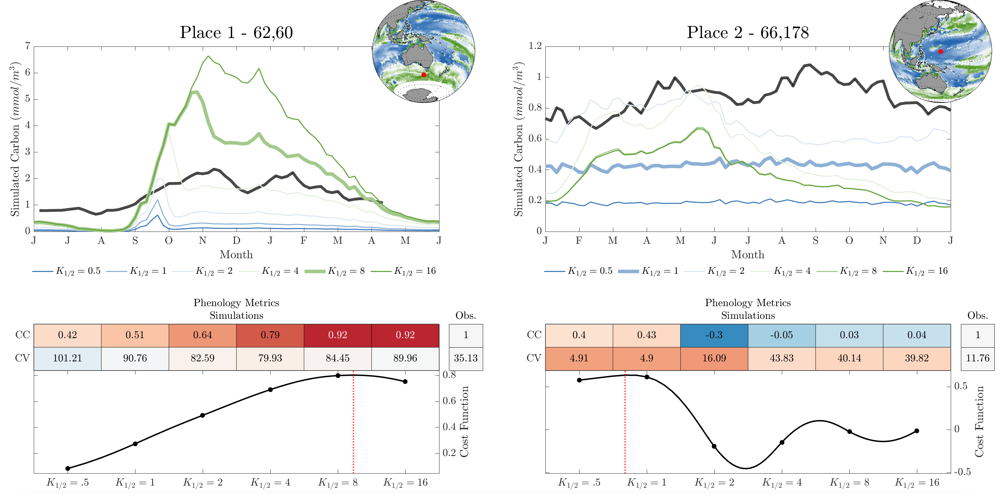 Place 1 - 62,60
7
6
5
4
3
2
1
0
Simulated Carbon (mmol/m³)
J J A S O N D J F M A M J
Month
K1/2 = 0.5 K1/2 = 1 K1/2 = 2 K1/2 = 4 K1/2 = 8 K1/2 = 16
Phenology Metrics
Simulations
Obs.
CC 0.42 0.51 0.64 0.79 0.92 0.92 1
CV 101.21 90.76 82.59 79.93 84.45 89.96 35.13
0.8
0.6
0.4
0.2
Cost Function
K1/2 = .5 K1/2 = 1 K1/2 = 2 K1/2 = 4 K1/2 = 8 K1/2 = 16
Place 2 - 66,178
1.2
1
0.8
0.6
0.4
0.2
0
Simulated Carbon (mmol/m³)
J F M A M J J A S O N D J
Month
K1/2 = 0.5 K1/2 = 1 K1/2 = 2 K1/2 = 4 K1/2 = 8 K1/2 = 16
Phenology Metrics
Simulations
Obs.
CC 0.4 0.43 -0.3 -0.05 0.03 0.04 1
CV 4.91 4.9 16.09 43.83 40.14 39.82 11.76
0.5
0
-0.5
Cost Function
K1/2 = .5 K1/2 = 1 K1/2 = 2 K1/2 = 4 K1/2 = 8 K1/2 = 16